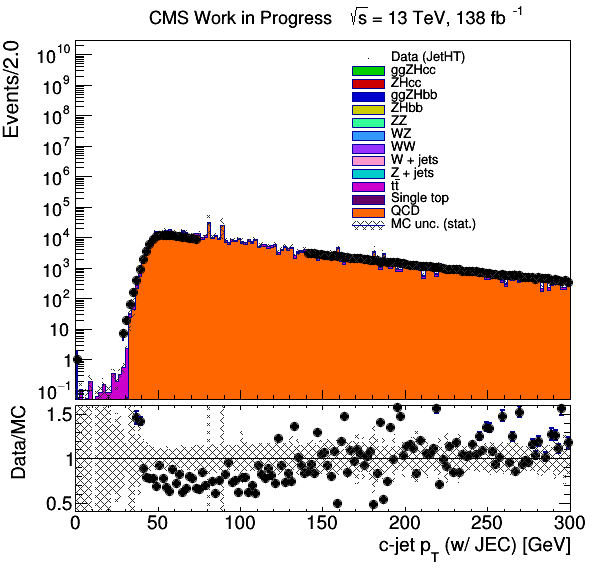 CMS Work in Progress √s = 13 TeV, 138 fb⁻¹
Events/2.0
10¹⁰
10⁹
10⁸
10⁷
10⁶
10⁵
10⁴
10³
10²
10
1
10⁻¹
Data (JetHT)
ggZHcc
ZHcc
ggZHbb
ZHbb
ZZ
WZ
WW
W + jets
Z + jets
tt̄
Single top
QCD
MC unc. (stat.)
Data/MC
1.5
1
0.5
0 50 100 150 200 250 300
c-jet p_T (w/ JEC) [GeV]